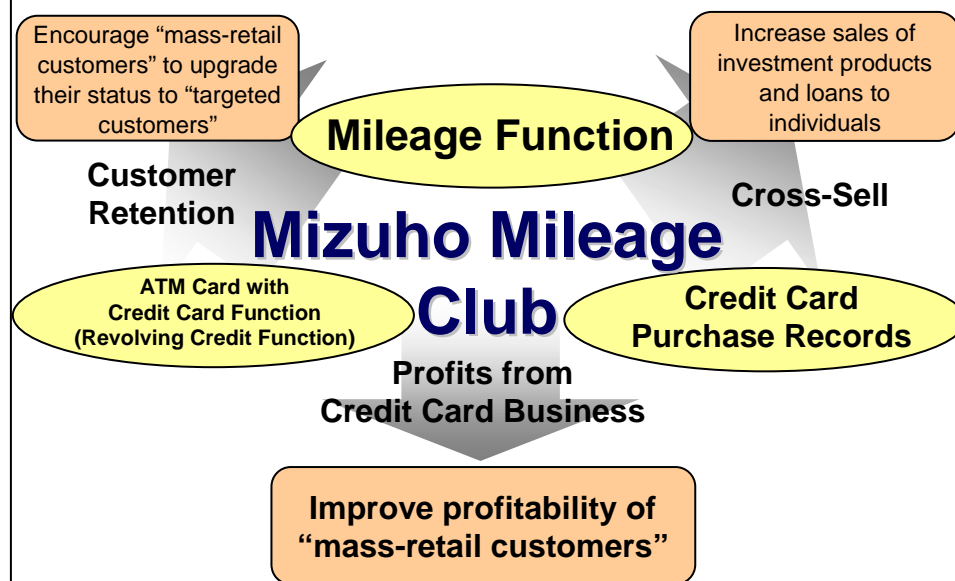 Encourage “mass-retail
customers” to upgrade
their status to “targeted
customers”
Increase sales of
investment products
and loans to
individuals
Mileage Function
Customer
Retention
Cross-Sell
Mizuho Mileage
Club
ATM Card with
Credit Card Function
(Revolving Credit Function)
Credit Card
Purchase Records
Profits from
Credit Card Business
Improve profitability of
“mass-retail customers”